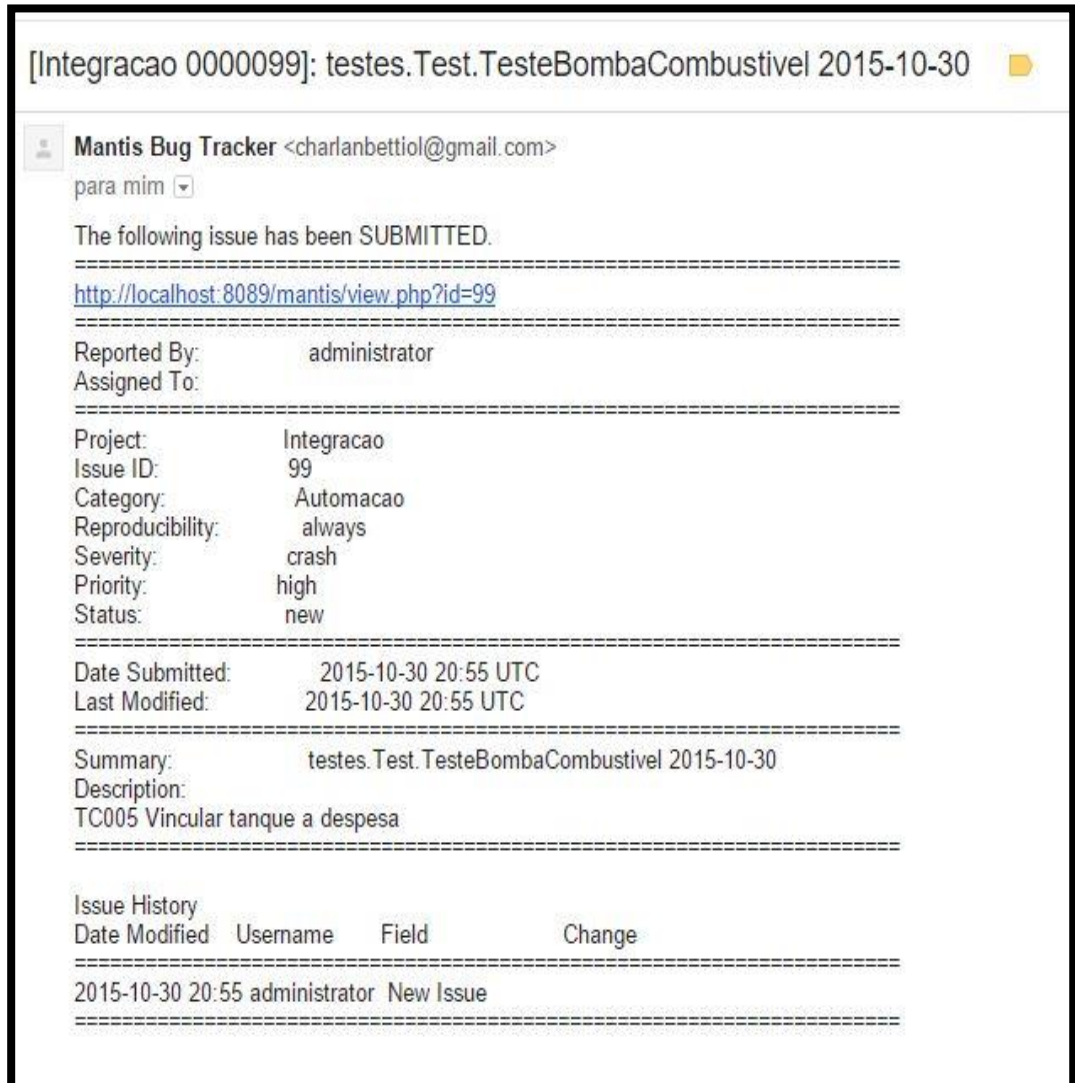 [Integracao 0000099]: testes.Test.TesteBombaCombustivel 2015-10-30
Mantis Bug Tracker <charlanbettiol@gmail.com>
para mim
The following issue has been SUBMITTED.
======================================================================
http://localhost:8089/mantis/view.php?id=99
======================================================================
Reported By: administrator
Assigned To:
======================================================================
Project: Integracao
Issue ID: 99
Category: Automacao
Reproducibility: always
Severity: crash
Priority: high
Status: new
======================================================================
Date Submitted: 2015-10-30 20:55 UTC
Last Modified: 2015-10-30 20:55 UTC
======================================================================
Summary: testes.Test.TesteBombaCombustivel 2015-10-30
Description:
TC005 Vincular tanque a despesa
======================================================================
Issue History
Date Modified Username Field Change
======================================================================
2015-10-30 20:55 administrator New Issue
======================================================================